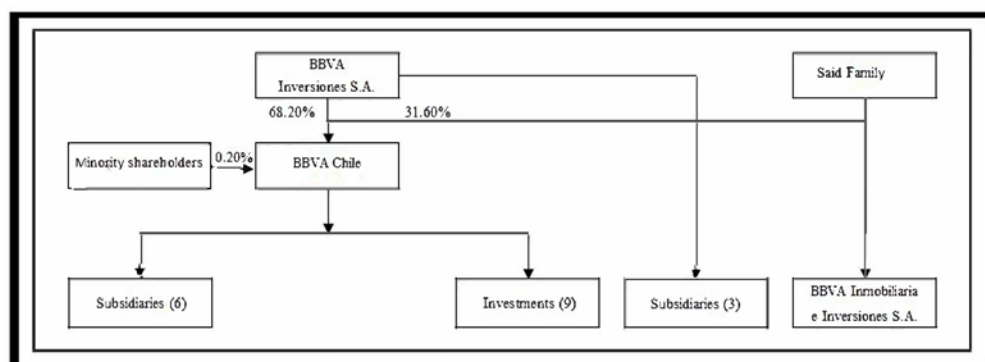 BBVA
Inversiones S.A.
Said Family
68.20%
31.60%
Minority shareholders
0.20%
BBVA Chile
Subsidiaries (6)
Investments (9)
Subsidiaries (3)
BBVA Inmobiliaria
e Inversiones S.A.